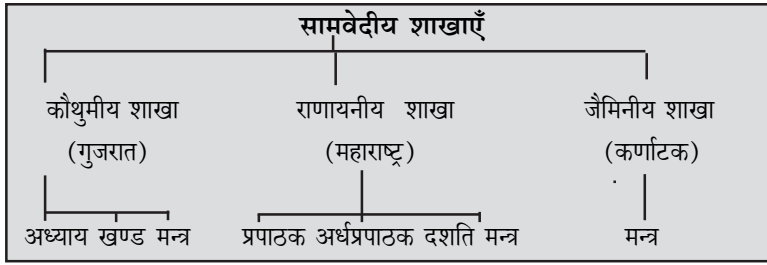 सामवेदीय शाखाएँ
कौथुमीय शाखा राणायनीय शाखा जैमिनीय शाखा
(गुजरात) (महाराष्ट्र) (कर्णाटक)
अध्याय खण्ड मन्त्र प्रपाठक अर्धप्रपाठक दशति मन्त्र मन्त्र